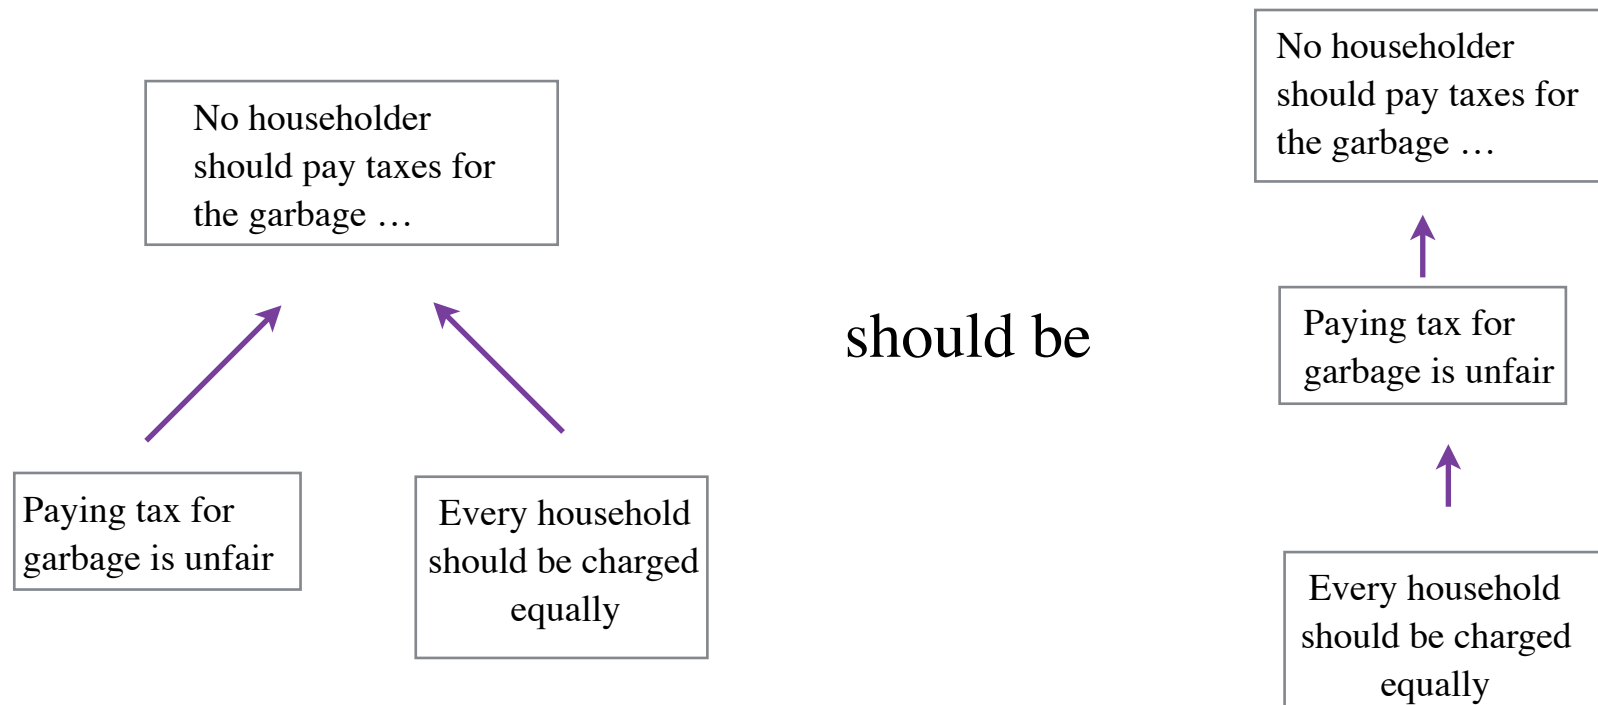 No householder
should pay taxes for
the garbage …
Paying tax for
garbage is unfair
Every household
should be charged
equally
should be
No householder
should pay taxes for
the garbage …
Paying tax for
garbage is unfair
Every household
should be charged
equally